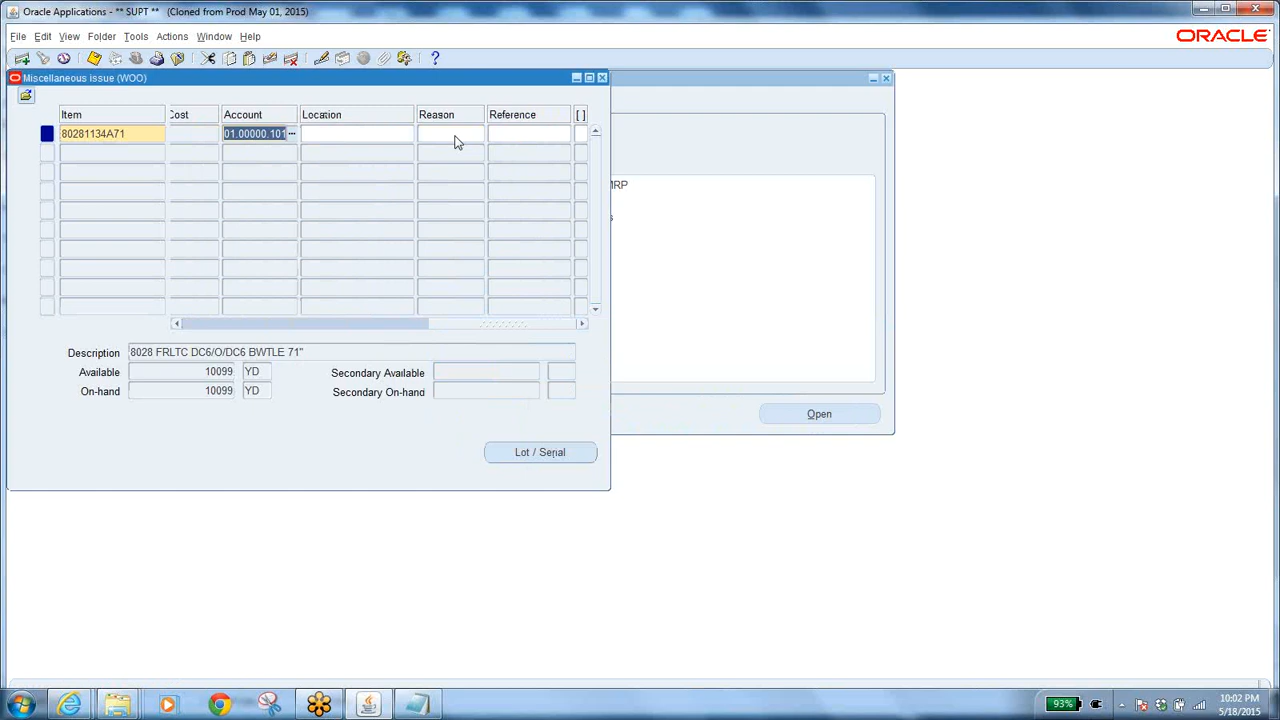 Oracle Applications - ** SUPT **   (Cloned from Prod May 01, 2015)
File Edit View Folder Tools Actions Window Help
ORACLE
?
Miscellaneous issue (WOO)
Item Cost Account Location Reason Reference [ ]
80281134A71 01.00000.101 ...
MRP
s
Description 8028 FRLTC DC6/O/DC6 BWTLE 71"
Available 10099 YD Secondary Available
On-hand 10099 YD Secondary On-hand
Open
Lot / Serial
93%
10:02 PM
5/18/2015